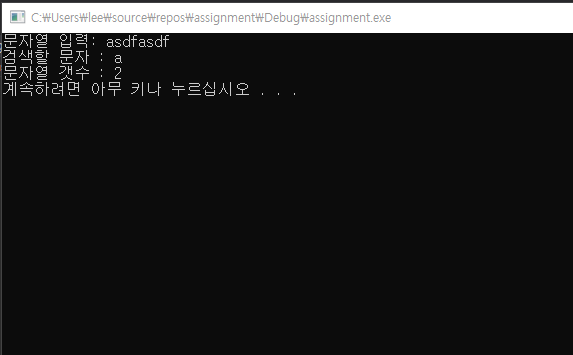 C:₩Users₩lee₩source₩repos₩assignment₩Debug₩assignment.exe
문자열 입력: asdfasdf
검색할 문자 : a
문자열 갯수 : 2
계속하려면 아무 키나 누르십시오 . . .